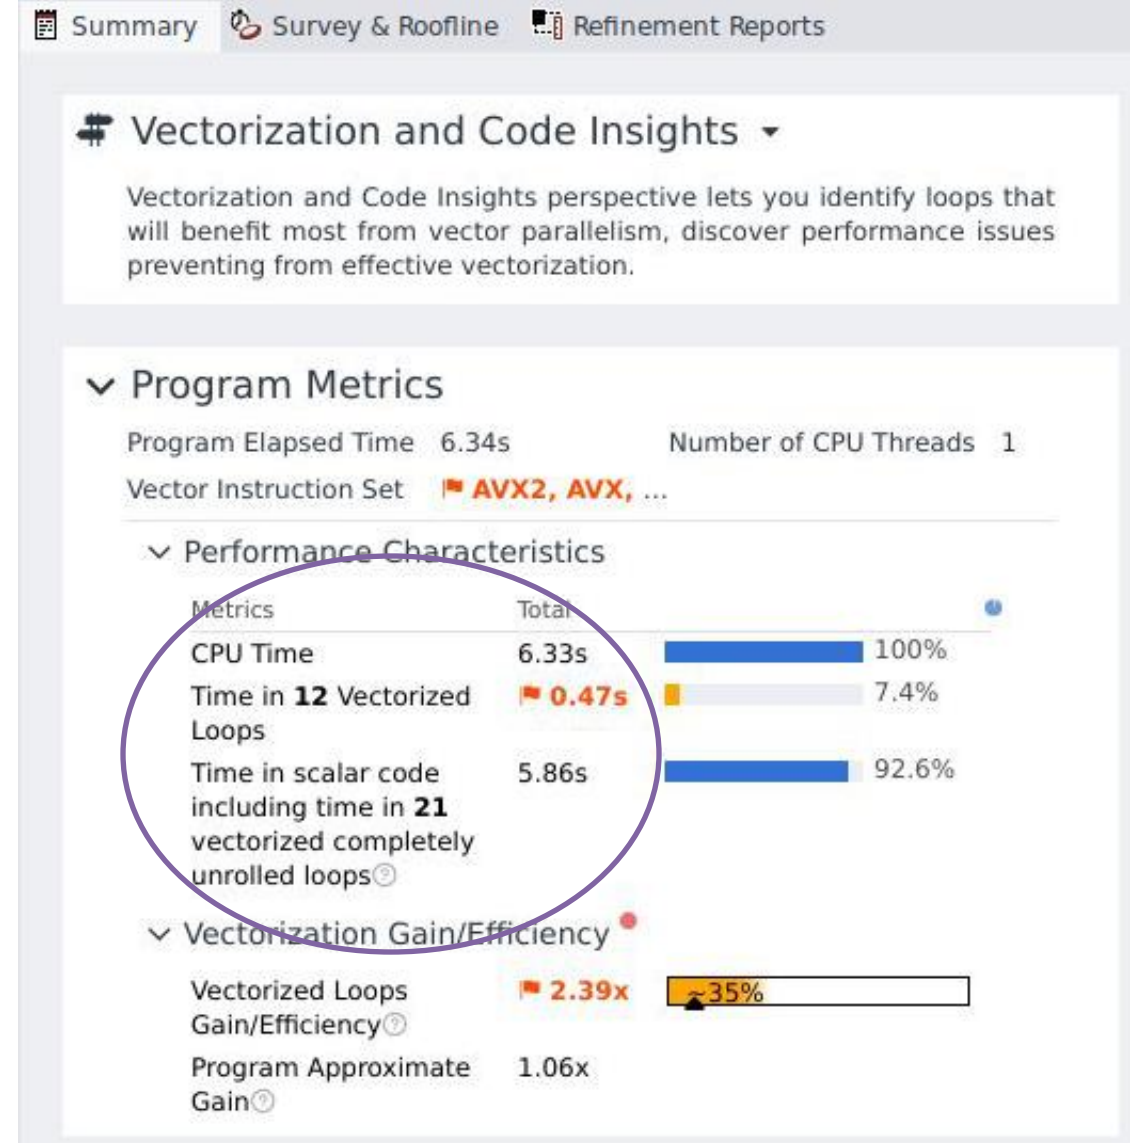 Summary Survey & Roofline Refinement Reports
Vectorization and Code Insights
Vectorization and Code Insights perspective lets you identify loops that
will benefit most from vector parallelism, discover performance issues
preventing from effective vectorization.
Program Metrics
Program Elapsed Time 6.34s Number of CPU Threads 1
Vector Instruction Set AVX2, AVX, ...
Performance Characteristics
Metrics Total
CPU Time 6.33s 100%
Time in 12 Vectorized 0.47s 7.4%
Loops
Time in scalar code 5.86s 92.6%
including time in 21
vectorized completely
unrolled loops?
Vectorization Gain/Efficiency
Vectorized Loops 2.39x ~35%
Gain/Efficiency?
Program Approximate 1.06x
Gain?